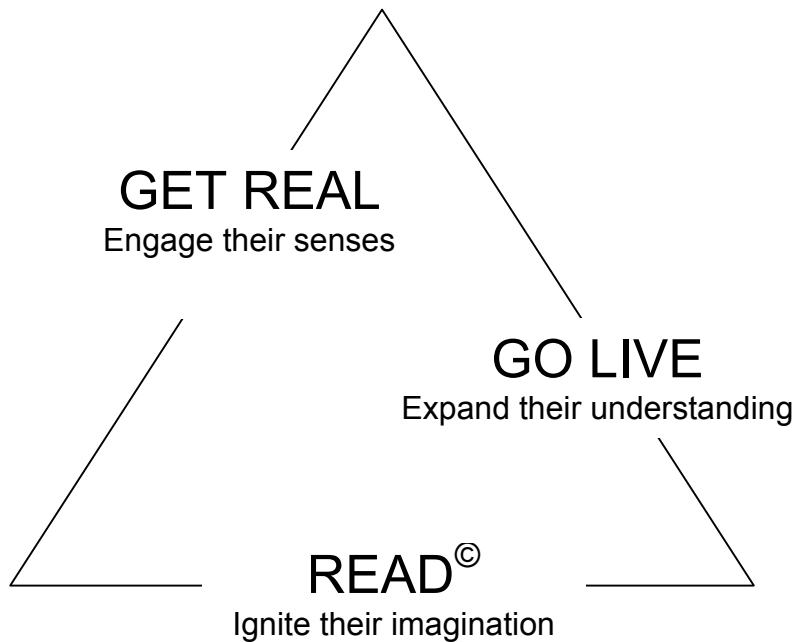 GET REAL
Engage their senses
GO LIVE
Expand their understanding
READ©
Ignite their imagination